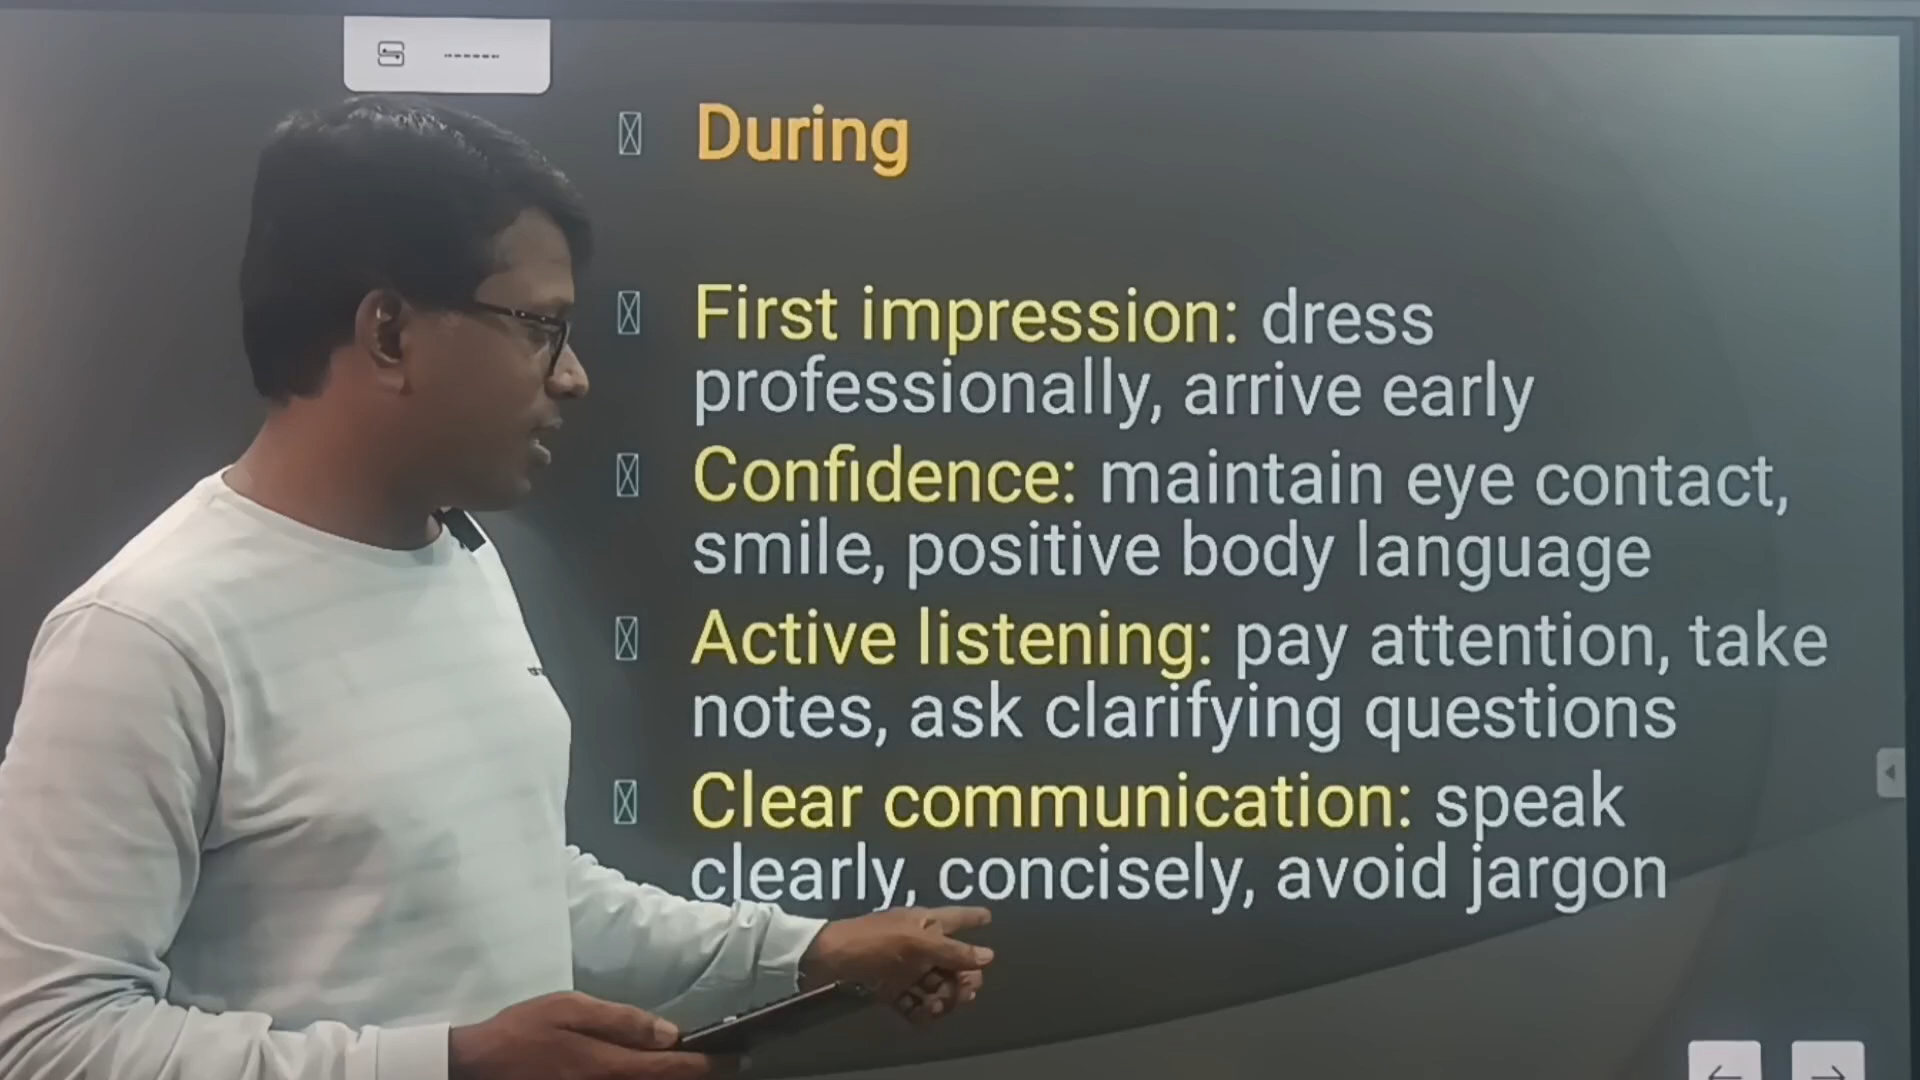 During
First impression: dress
professionally, arrive early
Confidence: maintain eye contact,
smile, positive body language
Active listening: pay attention, take
notes, ask clarifying questions
Clear communication: speak
clearly, concisely, avoid jargon